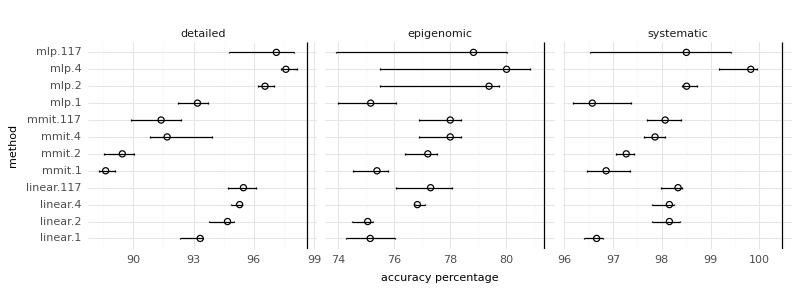 detailed epigenomic systematic
method
mlp.117
mlp.4
mlp.2
mlp.1
mmit.117
mmit.4
mmit.2
mmit.1
linear.117
linear.4
linear.2
linear.1
90 93 96 99 74 76 78 80 96 97 98 99 100
accuracy percentage